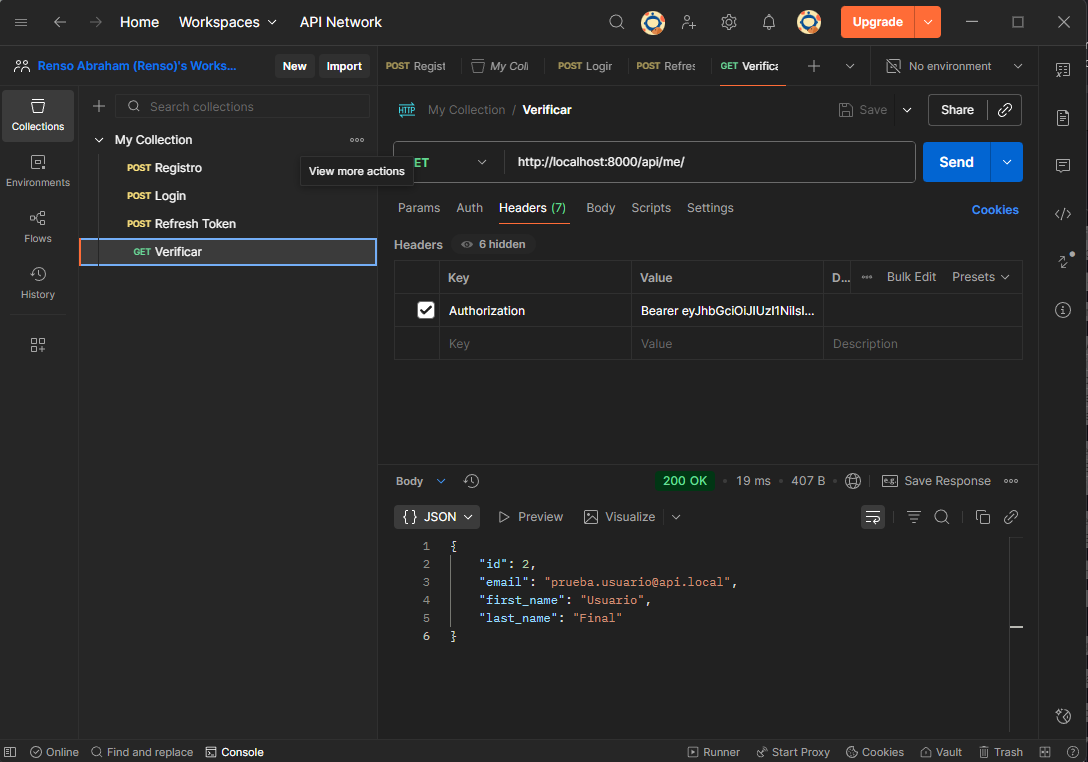 Home Workspaces API Network Upgrade
Renso Abraham (Renso)'s Works... New Import POST Regist My Coll POST Login POST Refres GET Verifica No environment
Collections
Environments
Flows
History
Search collections
My Collection
POST Registro
POST Login
POST Refresh Token
GET Verificar
View more actions
HTTP My Collection / Verificar Save Share
ET http://localhost:8000/api/me/ Send
Params Auth Headers (7) Body Scripts Settings Cookies
Headers 6 hidden
Key Value D... Bulk Edit Presets
Authorization Bearer eyJhbGciOiJIUzI1NiIsI...
Key Value Description
Body 200 OK • 19 ms • 407 B e.g. Save Response
{} JSON Preview Visualize
1 {
2 "id": 2,
3 "email": "prueba.usuario@api.local",
4 "first_name": "Usuario",
5 "last_name": "Final"
6 }
Online Find and replace Console Runner Start Proxy Cookies Vault Trash